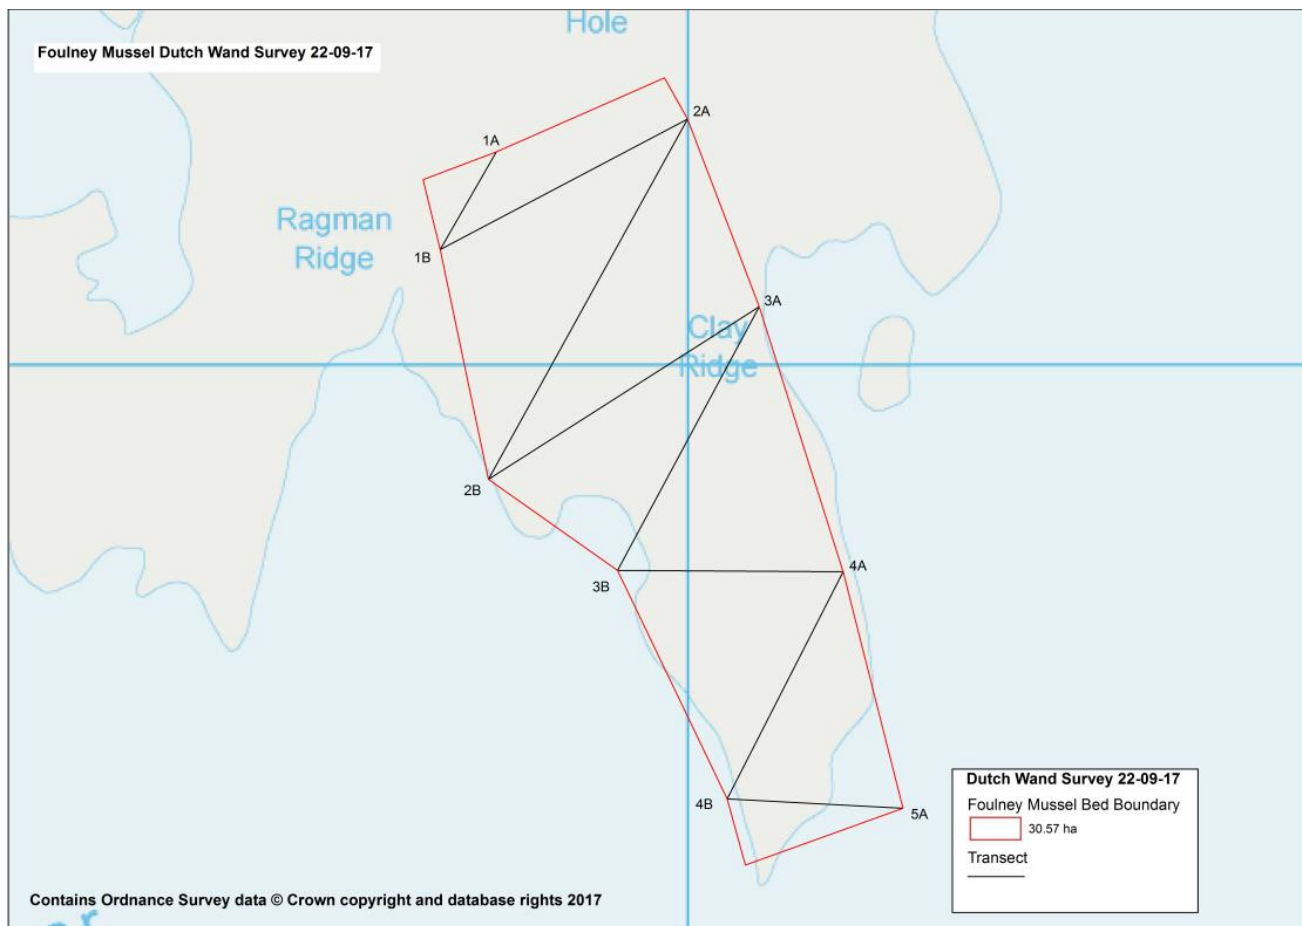 Hole
Foulney Mussel Dutch Wand Survey 22-09-17
2A
1A
Ragman
Ridge
1B
3A
Clay
Ridge
2B
4A
3B
4B
5A
Dutch Wand Survey 22-09-17
Foulney Mussel Bed Boundary
30.57 ha
Transect
Contains Ordnance Survey data © Crown copyright and database rights 2017